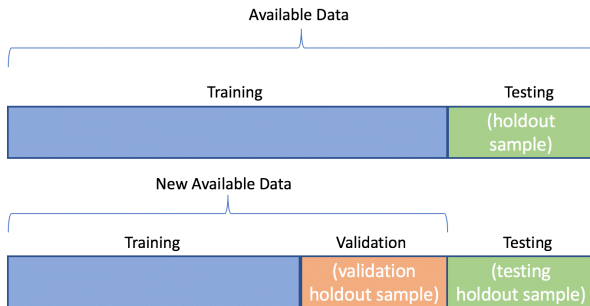 Available Data
Training
Testing
(holdout
sample)
New Available Data
Training
Validation
Testing
(validation
holdout sample)
(testing
holdout sample)